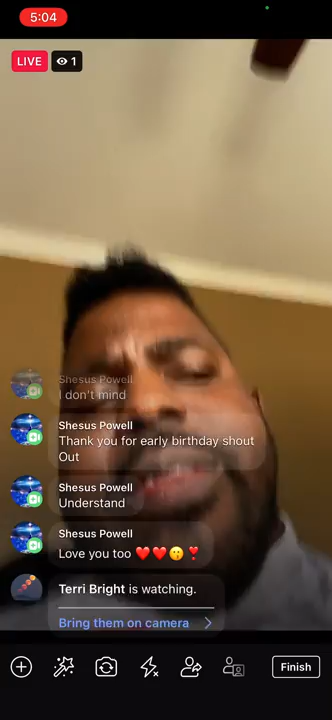 5:04
LIVE 1
Shesus Powell
I don't mind
Shesus Powell
Thank you for early birthday shout
Out
Shesus Powell
Understand
Shesus Powell
Love you too ❤️❤️😗❣️
Terri Bright is watching.
Bring them on camera
Finish